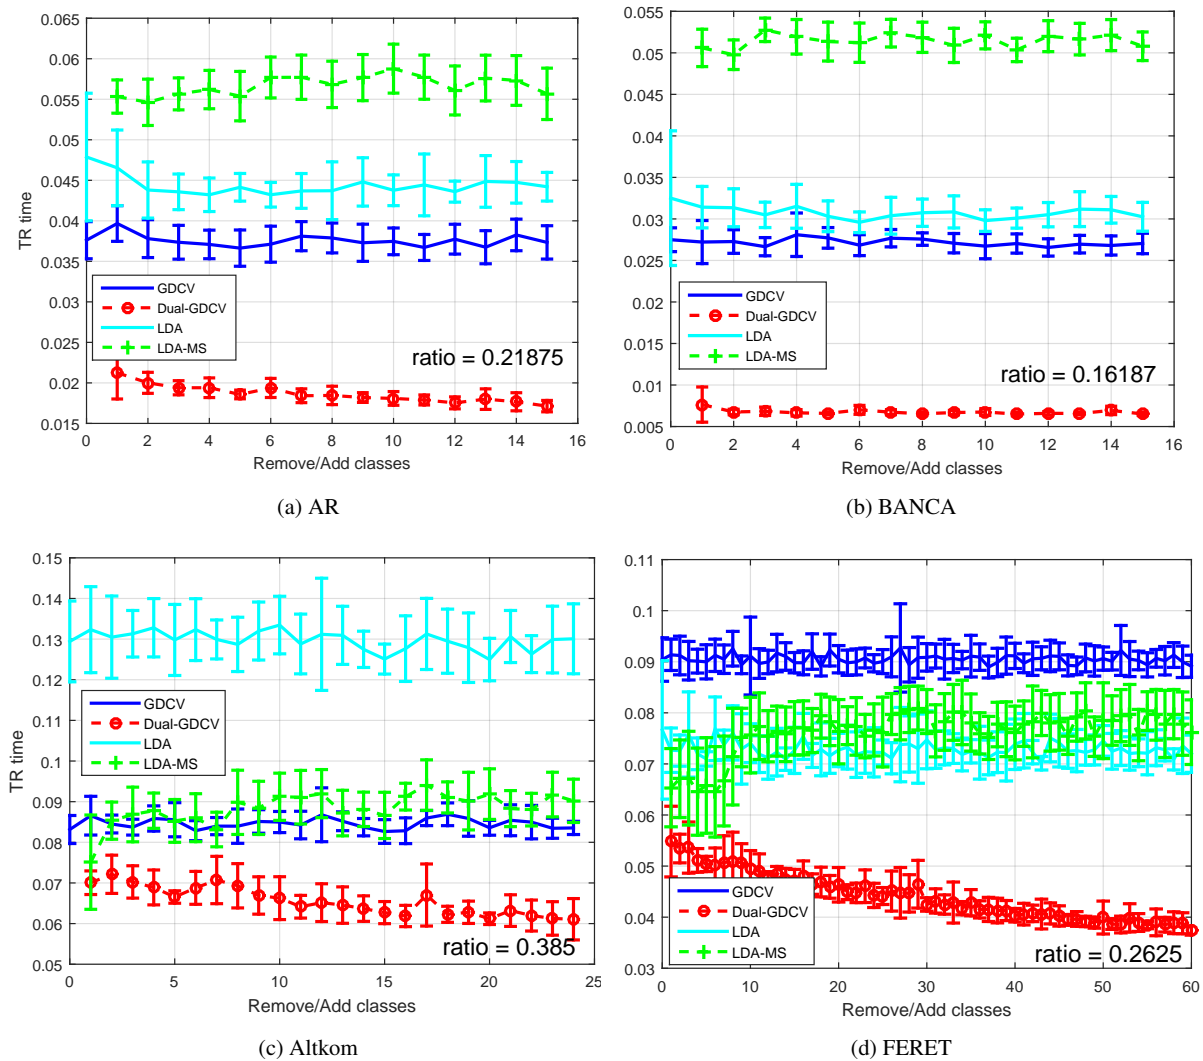 0.065
0.06
0.055
0.05
0.045
0.04
0.035
0.03
0.025
0.02
0.015
TR time
GDCV
Dual-GDCV
LDA
LDA-MS
ratio = 0.21875
0 2 4 6 8 10 12 14 16
Remove/Add classes
(a) AR
0.055
0.05
0.04
0.03
0.02
0.01
0.005
GDCV
Dual-GDCV
LDA
LDA-MS
ratio = 0.16187
0 2 4 6 8 10 12 14 16
Remove/Add classes
(b) BANCA
0.15
0.14
0.13
0.12
0.11
0.1
0.09
0.08
0.07
0.06
0.05
TR time
GDCV
Dual-GDCV
LDA
LDA-MS
ratio = 0.385
0 5 10 15 20 25
Remove/Add classes
(c) Altkom
0.11
0.1
0.09
0.08
0.07
0.06
0.05
0.04
0.03
GDCV
Dual-GDCV
LDA
LDA-MS
ratio = 0.2625
0 10 20 30 40 50 60
Remove/Add classes
(d) FERET